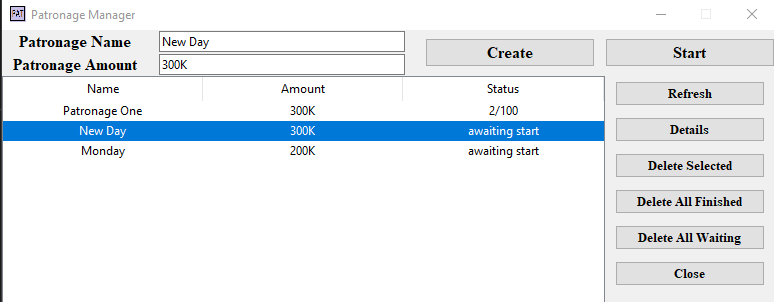 PAT Patronage Manager
Patronage Name New Day
Patronage Amount 300K
Create Start
Name Amount Status
Patronage One 300K 2/100
New Day 300K awaiting start
Monday 200K awaiting start
Refresh
Details
Delete Selected
Delete All Finished
Delete All Waiting
Close